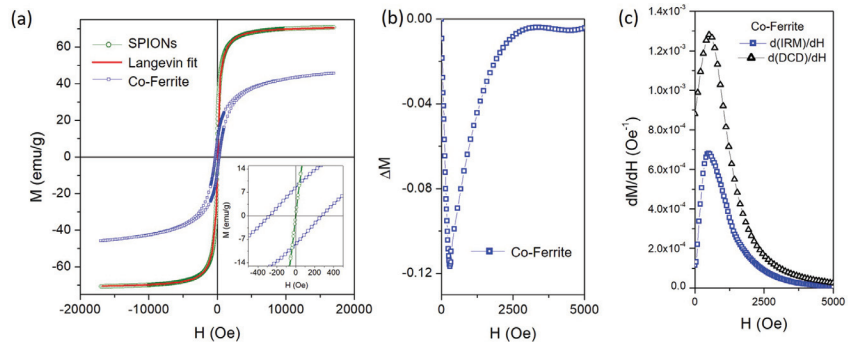 (a)
SPIONs
Langevin fit
Co-Ferrite
M (emu/g)
60
40
20
0
-20
-40
-60
-20000 -10000 0 10000 20000
H (Oe)
M (emu/g)
14
7
0
-7
-14
-400 -200 0 200 400
H (Oe)
(b)
ΔM
0.00
-0.04
-0.08
-0.12
Co-Ferrite
0 1000 2000 3000 4000 5000
H (Oe)
(c)
Co-Ferrite
d(IRM)/dH
d(DCD)/dH
dM/dH (Oe⁻¹)
1.4x10⁻³
1.2x10⁻³
1.0x10⁻³
8.0x10⁻⁴
6.0x10⁻⁴
4.0x10⁻⁴
2.0x10⁻⁴
0.0
0 2500 5000
H (Oe)